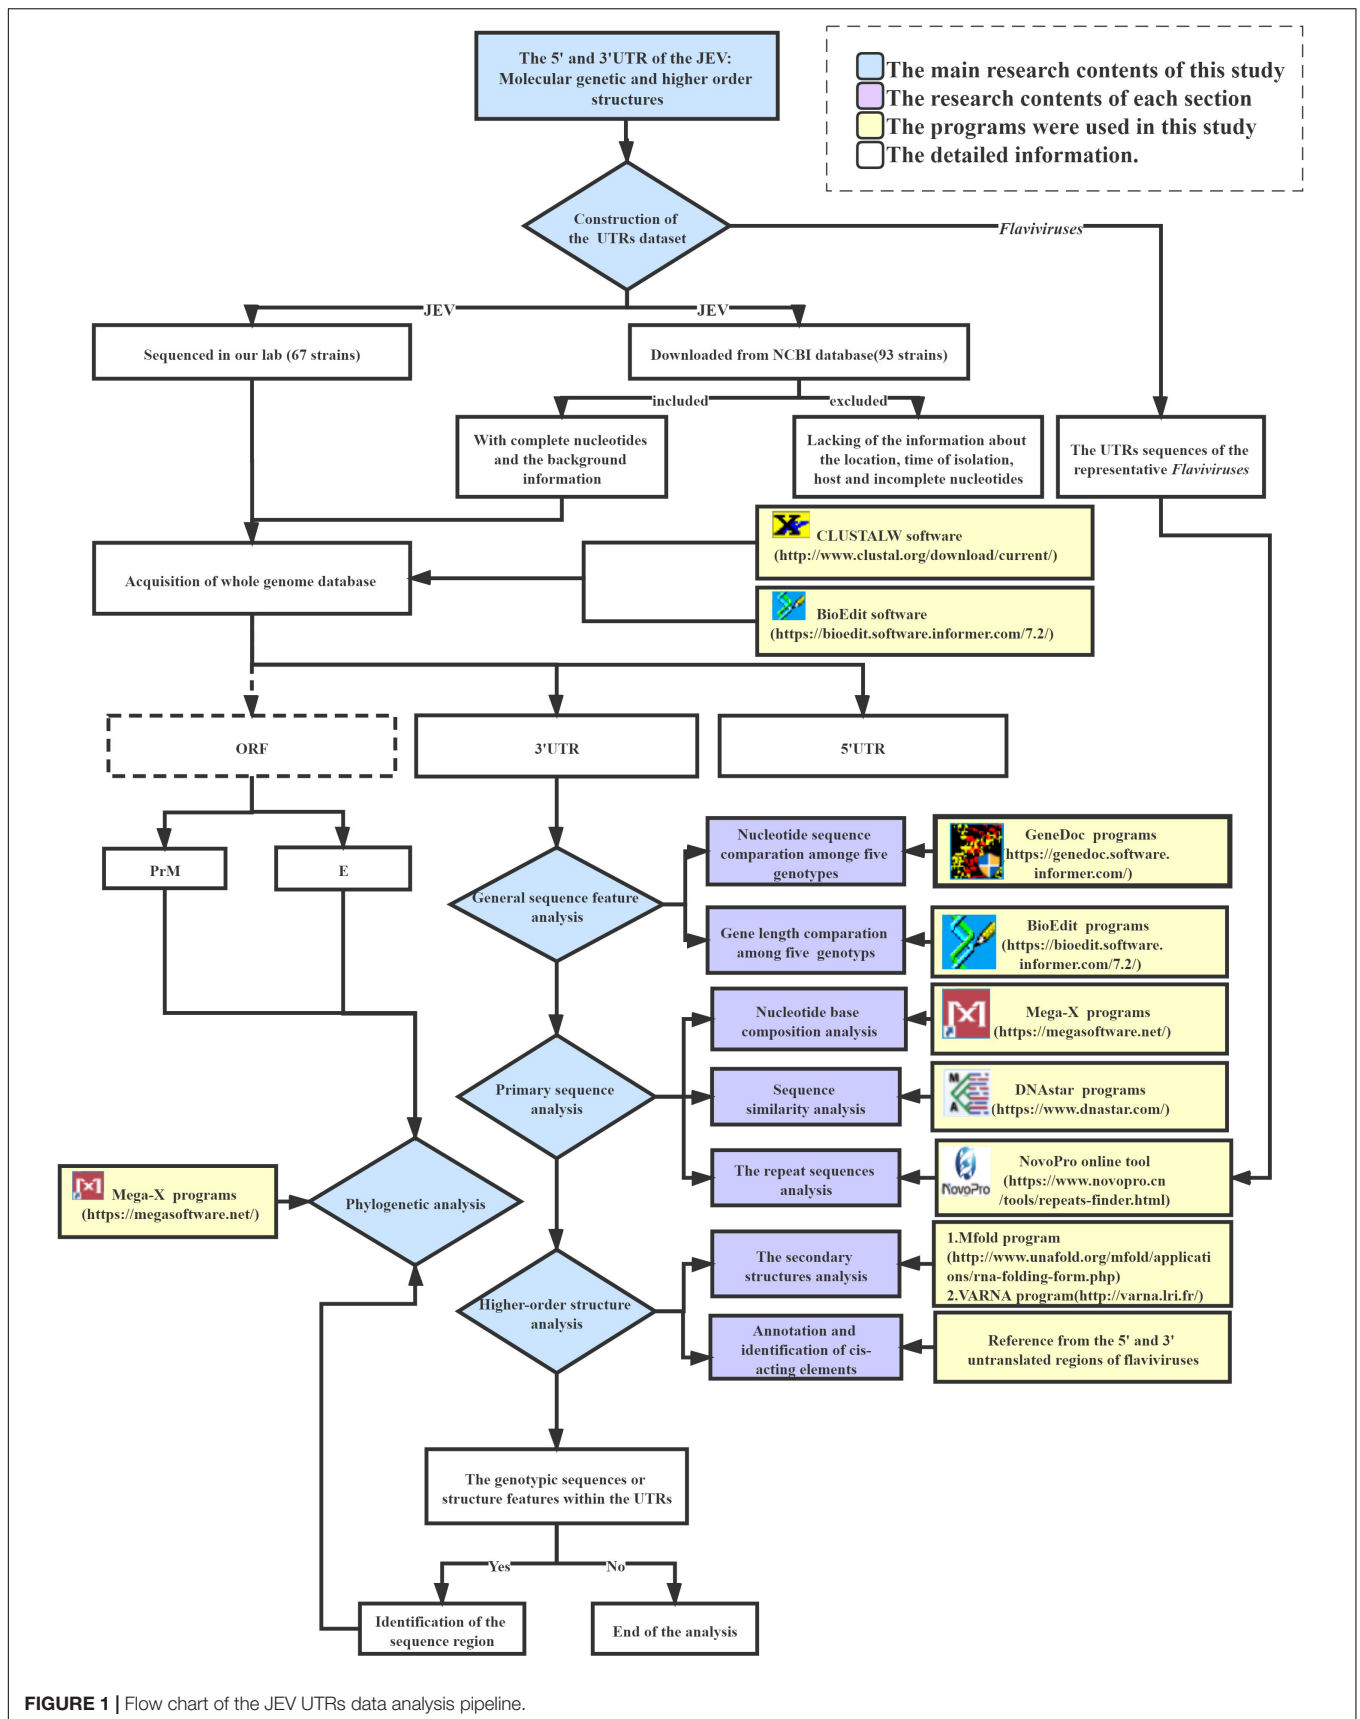 The 5' and 3'UTR of the JEV:
Molecular genetic and higher order
structures
The main research contents of this study
The research contents of each section
The programs were used in this study
The detailed information.
Construction of
the UTRs dataset
Flaviviruses
JEV
JEV
Sequenced in our lab (67 strains)
Downloaded from NCBI database(93 strains)
included
excluded
With complete nucleotides
and the background
information
Lacking of the information about
the location, time of isolation,
host and incomplete nucleotides
The UTRs sequences of the
representative Flaviviruses
CLUSTALW software
(http://www.clustal.org/download/current/)
Acquisition of whole genome database
BioEdit software
(https://bioedit.software.informer.com/7.2/)
ORF
3'UTR
5'UTR
PrM
E
General sequence feature
analysis
Nucleotide sequence
comparation amonge five
genotypes
GeneDoc programs
https://genedoc.software.
informer.com/)
Gene length comparation
among five genotyps
BioEdit programs
(https://bioedit.software.
informer.com/7.2/)
Primary sequence
analysis
Nucleotide base
composition analysis
Mega-X programs
(https://megasoftware.net/)
Sequence
similarity analysis
M
A
DNAstar programs
(https://www.dnastar.com/)
The repeat sequences
analysis
NovoPro
NovoPro online tool
(https://www.novopro.cn
/tools/repeats-finder.html)
Mega-X programs
(https://megasoftware.net/)
Phylogenetic analysis
Higher-order structure
analysis
The secondary
structures analysis
1.Mfold program
(http://www.unafold.org/mfold/applicati
ons/rna-folding-form.php)
2.VARNA program(http://varna.lri.fr/)
Annotation and
identification of cis-
acting elements
Reference from the 5' and 3'
untranslated regions of flaviviruses
The genotypic sequences or
structure features within the UTRs
Yes
No
Identification of the
sequence region
End of the analysis
FIGURE 1 | Flow chart of the JEV UTRs data analysis pipeline.